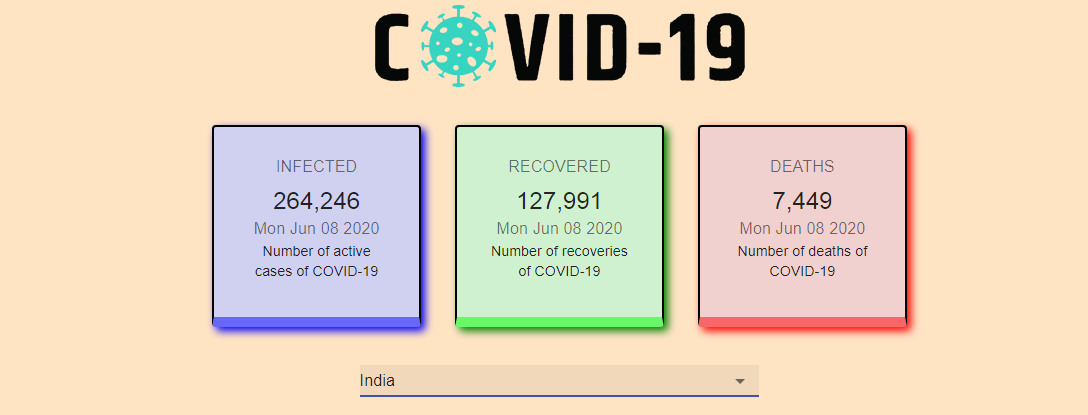 COVID-19
INFECTED
264,246
Mon Jun 08 2020
Number of active
cases of COVID-19
RECOVERED
127,991
Mon Jun 08 2020
Number of recoveries
of COVID-19
DEATHS
7,449
Mon Jun 08 2020
Number of deaths of
COVID-19
India